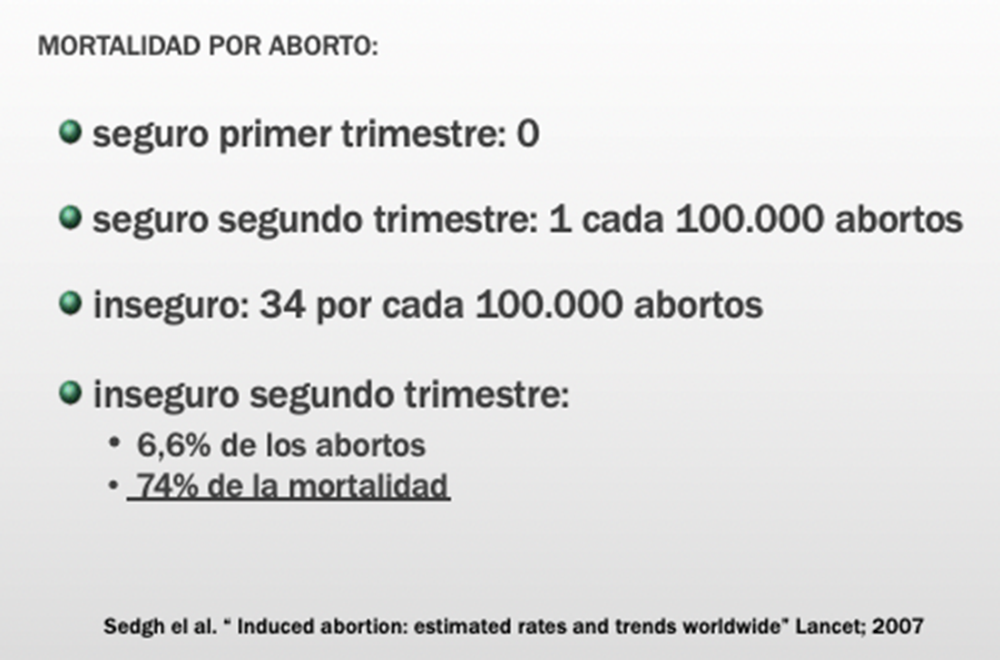 MORTALIDAD POR ABORTO:
seguro primer trimestre: 0
seguro segundo trimestre: 1 cada 100.000 abortos
inseguro: 34 por cada 100.000 abortos
inseguro segundo trimestre:
• 6,6% de los abortos
• 74% de la mortalidad
Sedgh el al. “ Induced abortion: estimated rates and trends worldwide” Lancet; 2007